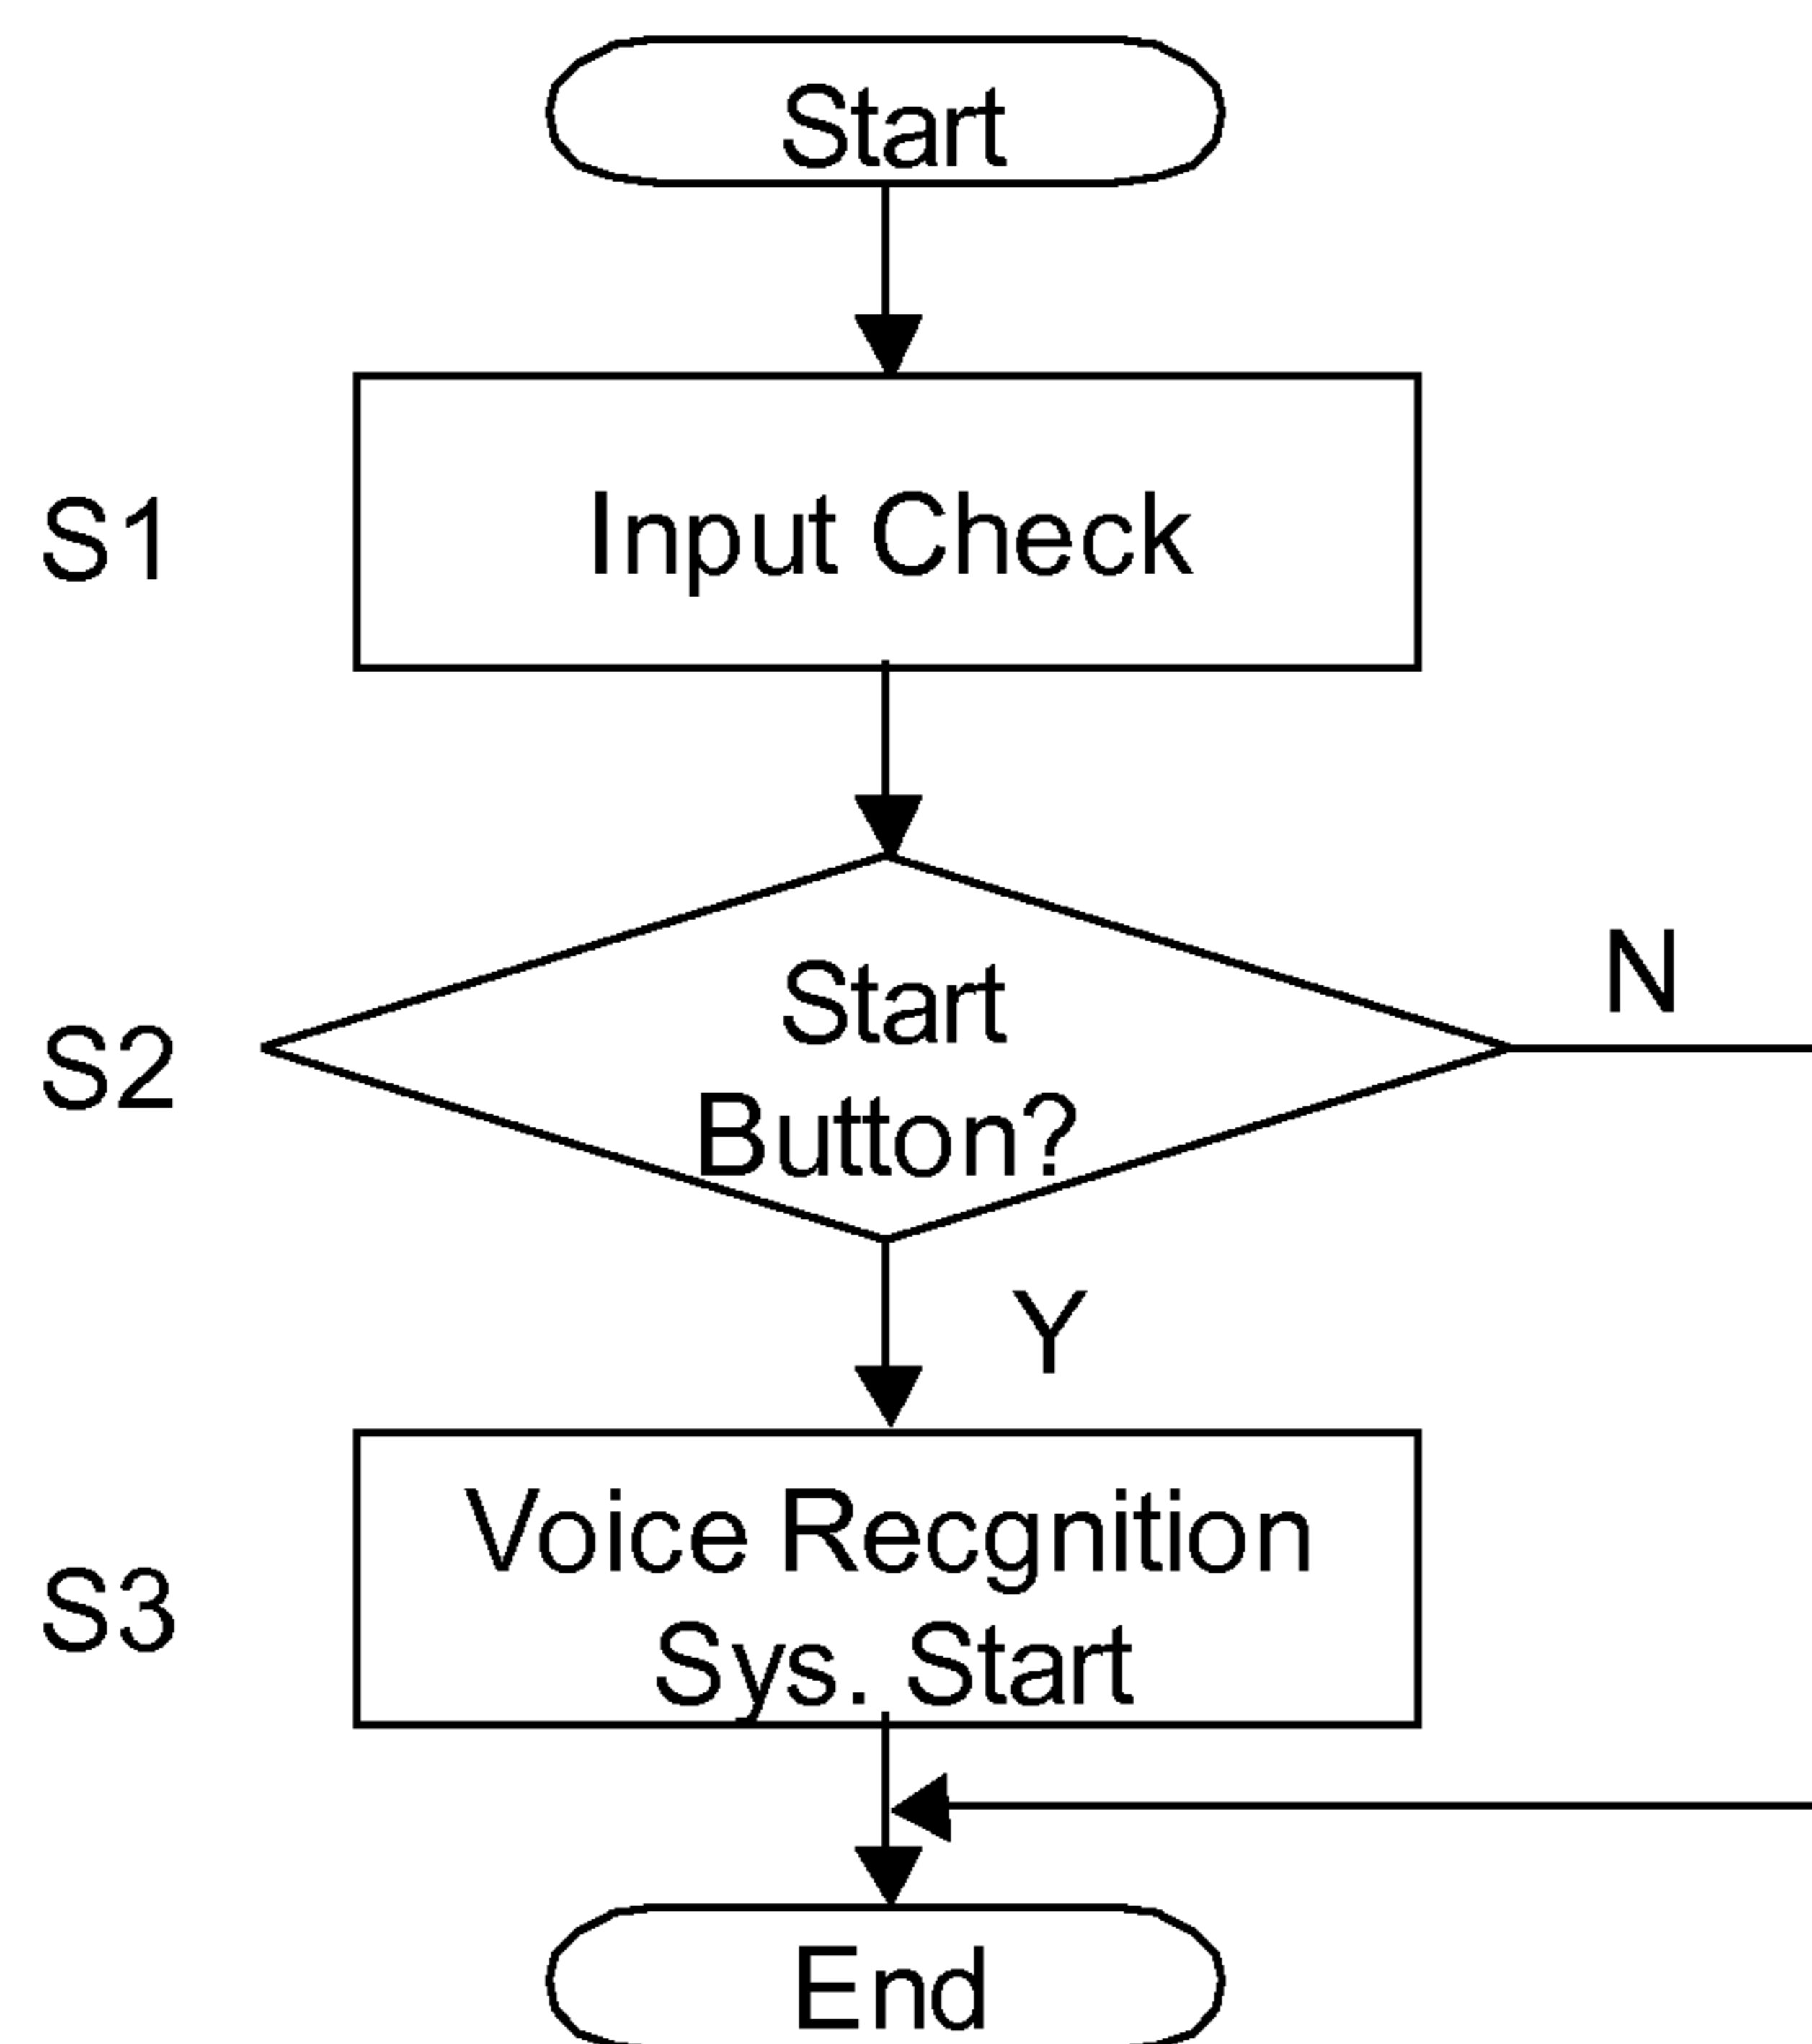 Start
S1
Input Check
S2
Start
Button?
N
Y
S3
Voice Recgnition
Sys. Start
End